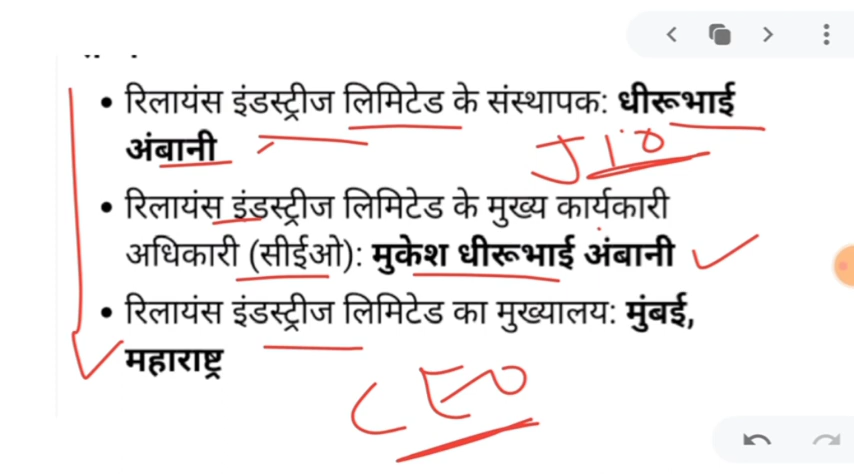 • रिलायंस इंडस्ट्रीज लिमिटेड के संस्थापक: धीरूभाई
अंबानी
JIO
• रिलायंस इंडस्ट्रीज लिमिटेड के मुख्य कार्यकारी
अधिकारी (सीईओ): मुकेश धीरूभाई अंबानी
• रिलायंस इंडस्ट्रीज लिमिटेड का मुख्यालय: मुंबई,
महाराष्ट्र
CEO